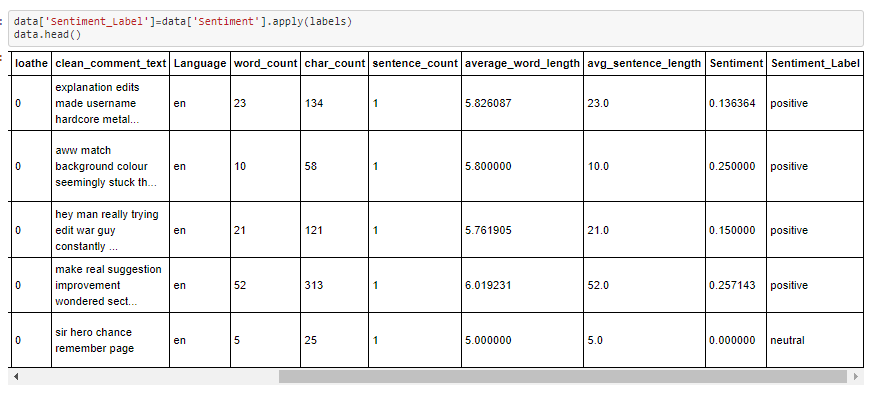 data['Sentiment_Label']=data['Sentiment'].apply(labels)
data.head()
loathe clean_comment_text Language word_count char_count sentence_count average_word_length avg_sentence_length Sentiment Sentiment_Label
explanation edits
made username
0 en 23 134 1 5.826087 23.0 0.136364 positive
hardcore metal...
aww match
0 background colour en 10 58 1 5.800000 10.0 0.250000 positive
seemingly stuck th...
hey man really trying
0 edit war guy en 21 121 1 5.761905 21.0 0.150000 positive
constantly ...
make real suggestion
0 improvement en 52 313 1 6.019231 52.0 0.257143 positive
wondered sect...
sir hero chance
0 en 5 25 1 5.000000 5.0 0.000000 neutral
remember page